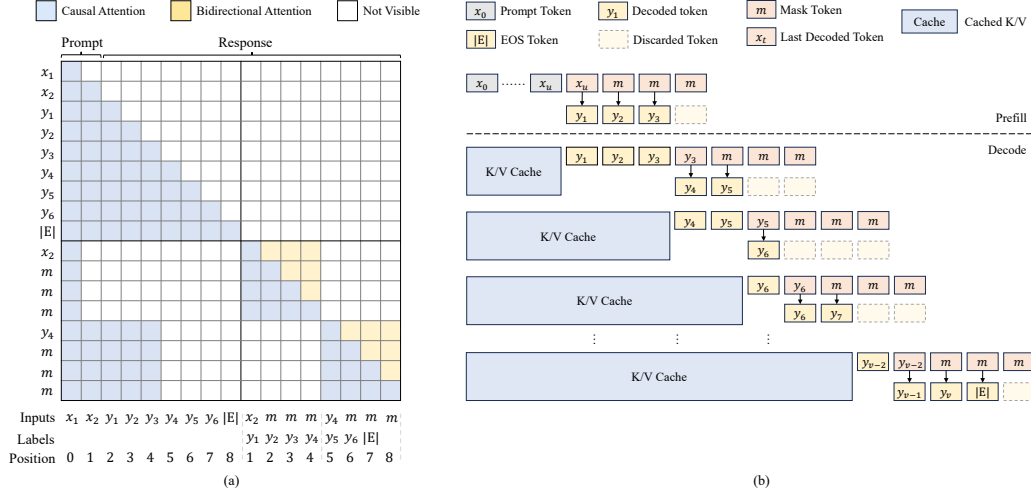 Causal Attention Bidirectional Attention Not Visible
Prompt Response
x₁
x₂
y₁
y₂
y₃
y₄
y₅
y₆
|E|
x₂
m
m
m
y₄
m
m
m
Inputs x₁ x₂ y₁ y₂ y₃ y₄ y₅ y₆ |E| x₂ m m m y₄ m m m
Labels y₁ y₂ y₃ y₄ y₅ y₆ |E|
Position 0 1 2 3 4 5 6 7 8 1 2 3 4 5 6 7 8
(a)
x₀ Prompt Token y₁ Decoded token m Mask Token Cache Cached K/V
|E| EOS Token Discarded Token xₜ Last Decoded Token
x₀ ...... xᵤ xᵤ m m m
y₁ y₂ y₃
Prefill
Decode
K/V Cache y₁ y₂ y₃ y₃ m m m
y₄ y₅
K/V Cache y₄ y₅ y₅ m m m
y₆
K/V Cache y₆ y₆ m m m
y₆ y₇
⋮ ⋮ ⋮
K/V Cache yᵥ₋₂ yᵥ₋₂ m m m
yᵥ₋₁ yᵥ |E|
(b)